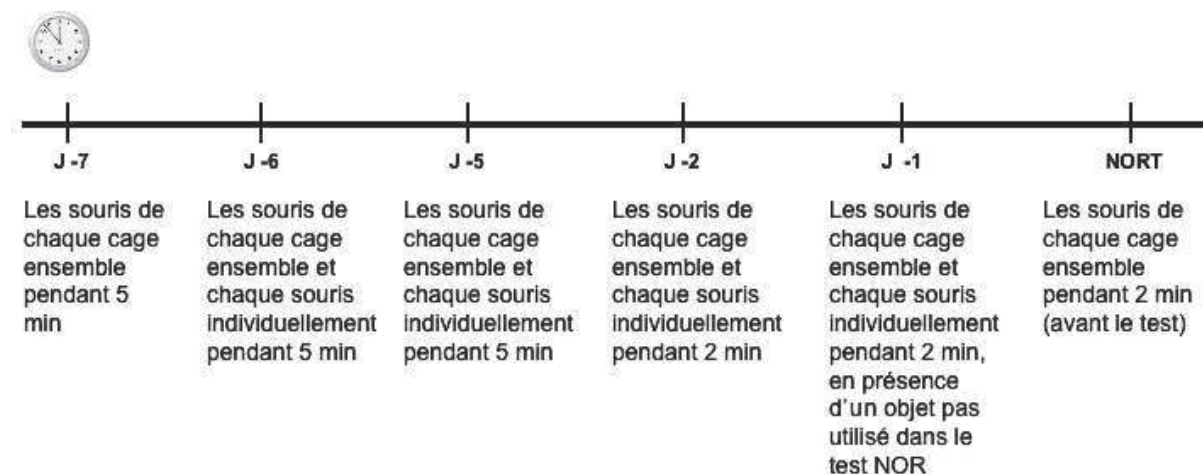 J -7
J -6
J -5
J -2
J -1
NORT
Les souris de
chaque cage
ensemble
pendant 5
min
Les souris de
chaque cage
ensemble et
chaque souris
individuellement
pendant 5 min
Les souris de
chaque cage
ensemble et
chaque souris
individuellement
pendant 5 min
Les souris de
chaque cage
ensemble et
chaque souris
individuellement
pendant 2 min
Les souris de
chaque cage
ensemble et
chaque souris
individuellement
pendant 2 min,
en présence
d'un objet pas
utilisé dans le
test NOR
Les souris de
chaque cage
ensemble
pendant 2 min
(avant le test)